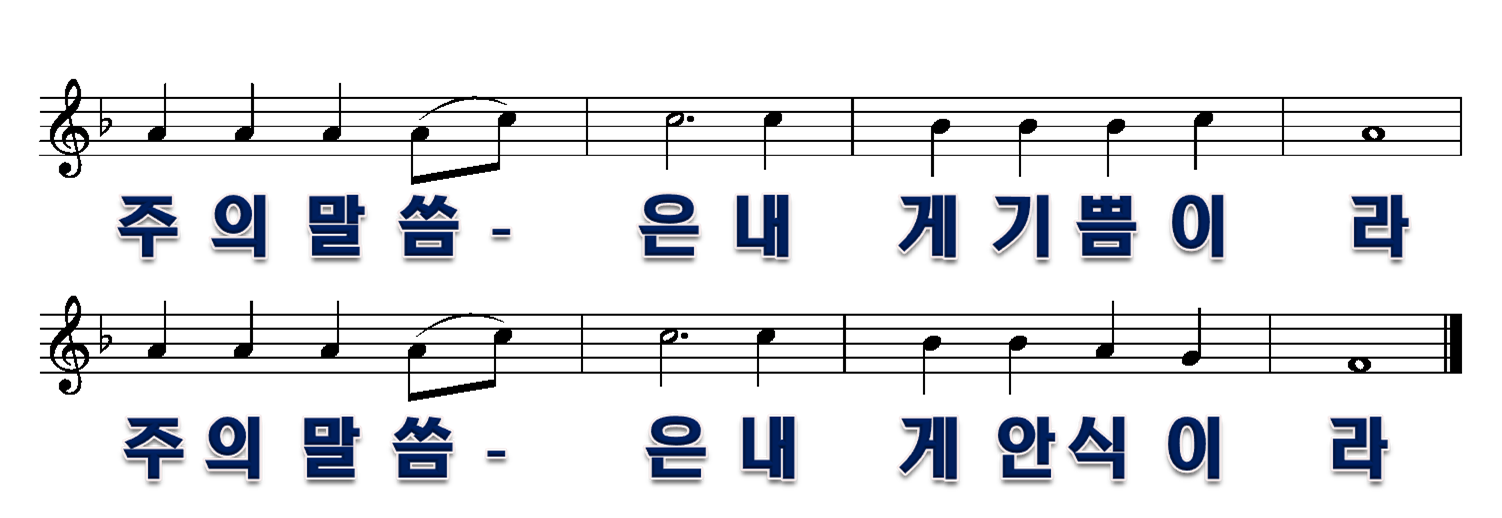 주 의 말 씀 - 은 내 게 기 쁨 이 라
주 의 말 씀 - 은 내 게 안 식 이 라